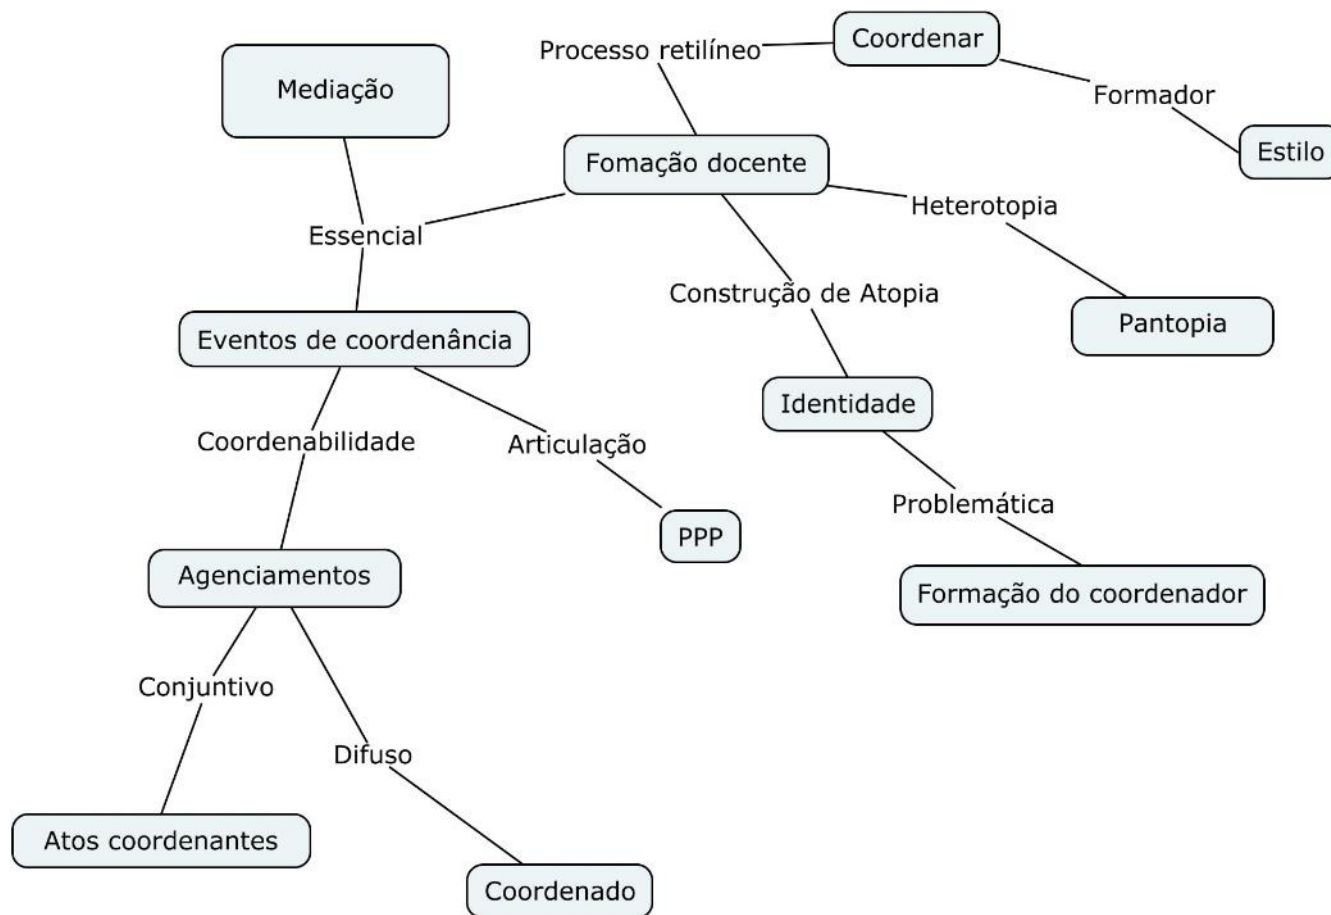 Processo retilíneo
Coordenar
Mediação
Formador
Estilo
Fomação docente
Heterotopia
Essencial
Construção de Atopia
Pantopia
Eventos de coordenância
Identidade
Coordenabilidade
Articulação
Problemática
PPP
Agenciamentos
Formação do coordenador
Conjuntivo
Difuso
Atos coordenantes
Coordenado